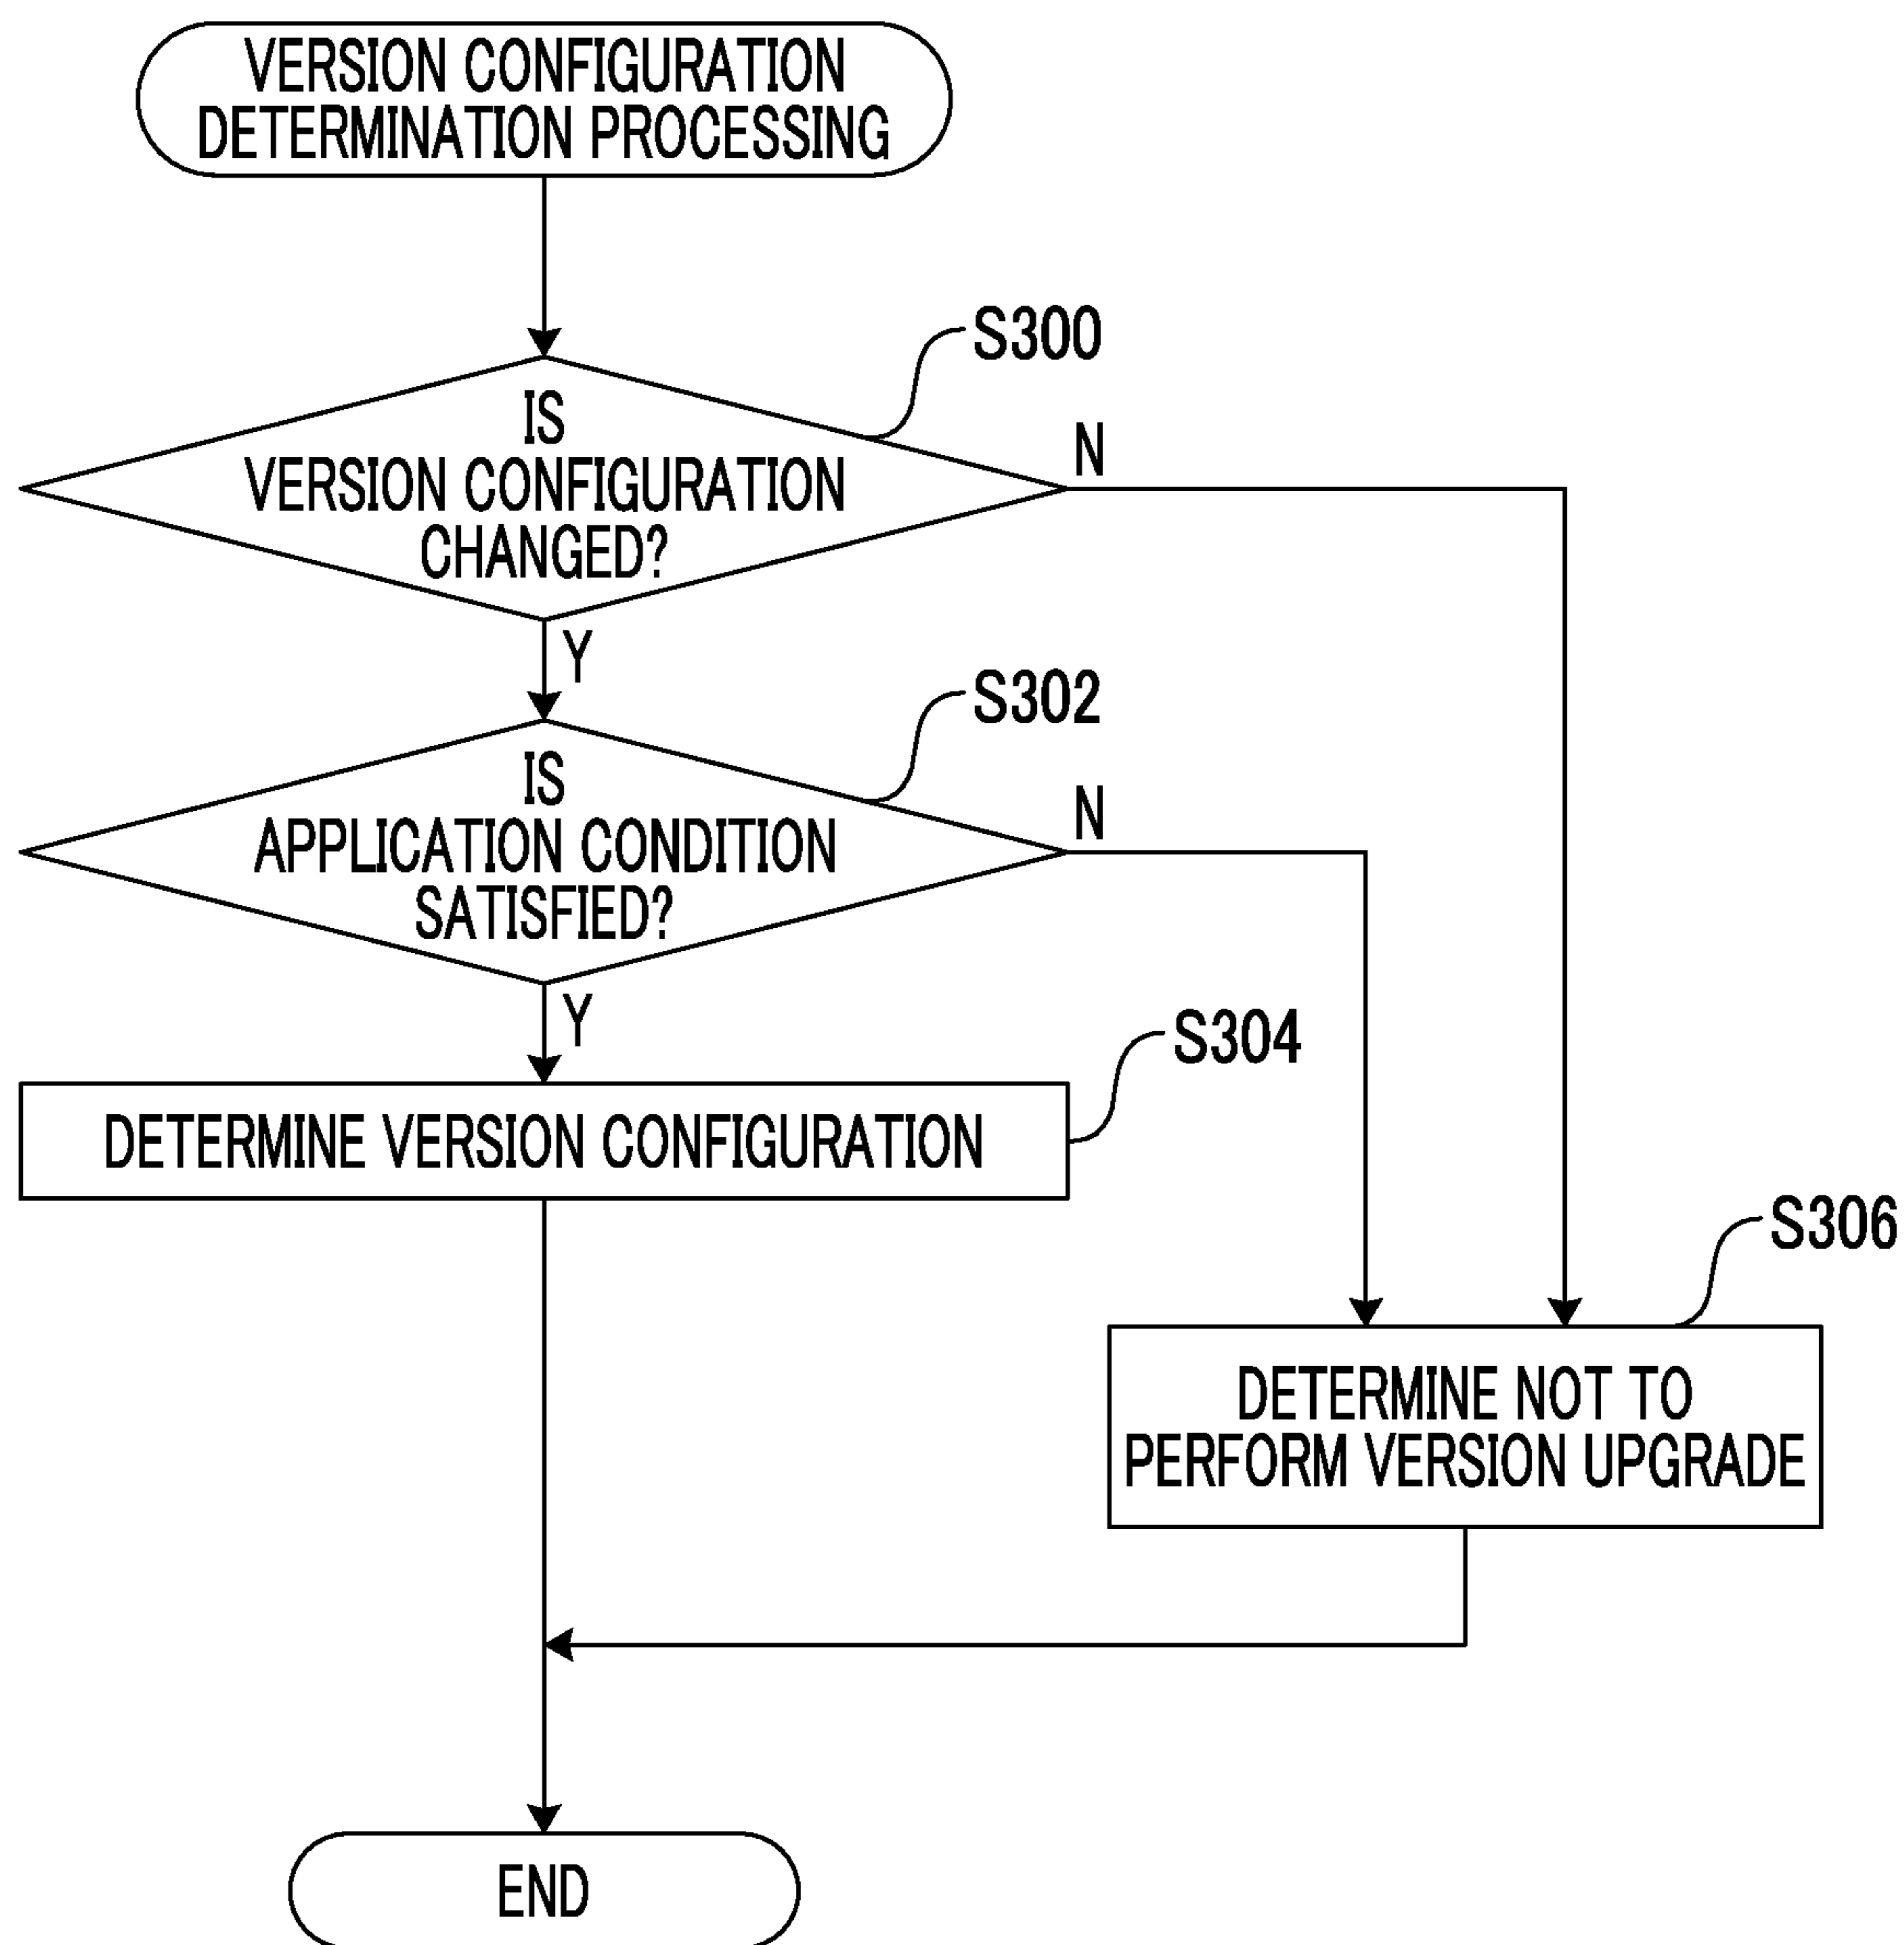 VERSION CONFIGURATION
DETERMINATION PROCESSING
S300
IS
VERSION CONFIGURATION
CHANGED?
N
Y
S302
IS
APPLICATION CONDITION
SATISFIED?
N
Y
S304
DETERMINE VERSION CONFIGURATION
S306
DETERMINE NOT TO
PERFORM VERSION UPGRADE
END